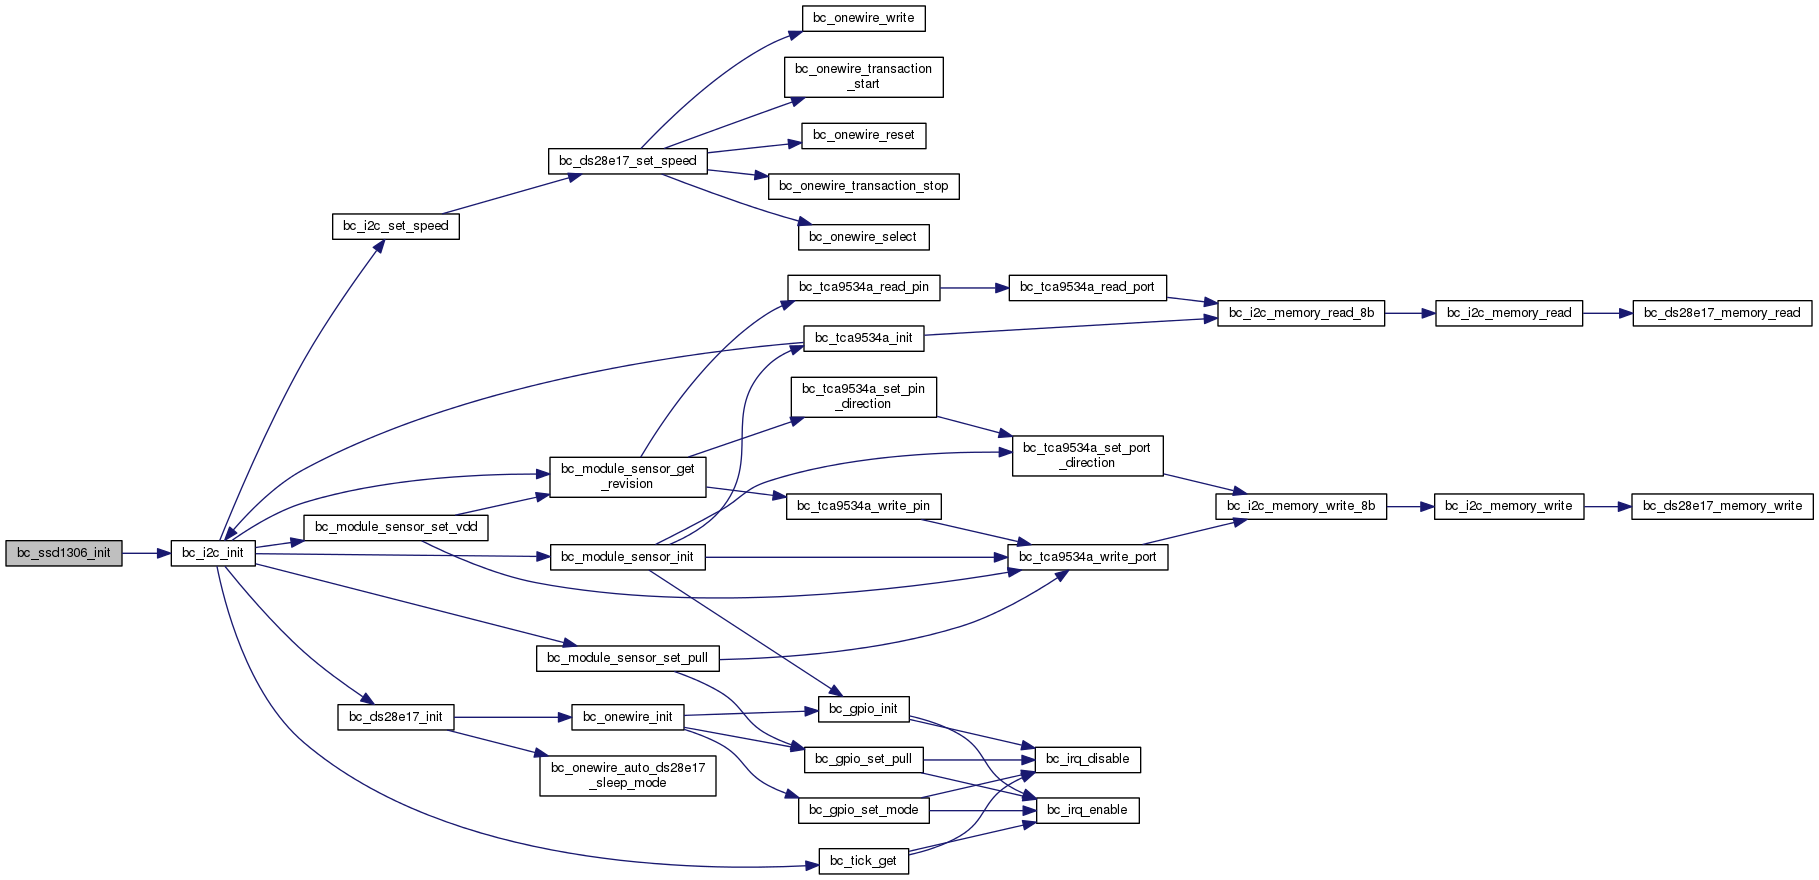 bc_onewire_write
bc_onewire_transaction
_start
bc_onewire_reset
bc_ds28e17_set_speed
bc_onewire_transaction_stop
bc_i2c_set_speed
bc_onewire_select
bc_tca9534a_read_pin
bc_tca9534a_read_port
bc_i2c_memory_read_8b
bc_i2c_memory_read
bc_ds28e17_memory_read
bc_tca9534a_init
bc_tca9534a_set_pin
_direction
bc_tca9534a_set_port
_direction
bc_module_sensor_get
_revision
bc_tca9534a_write_pin
bc_i2c_memory_write_8b
bc_i2c_memory_write
bc_ds28e17_memory_write
bc_module_sensor_set_vdd
bc_ssd1306_init
bc_i2c_init
bc_module_sensor_init
bc_tca9534a_write_port
bc_module_sensor_set_pull
bc_gpio_init
bc_ds28e17_init
bc_onewire_init
bc_gpio_set_pull
bc_irq_disable
bc_onewire_auto_ds28e17
_sleep_mode
bc_gpio_set_mode
bc_irq_enable
bc_tick_get